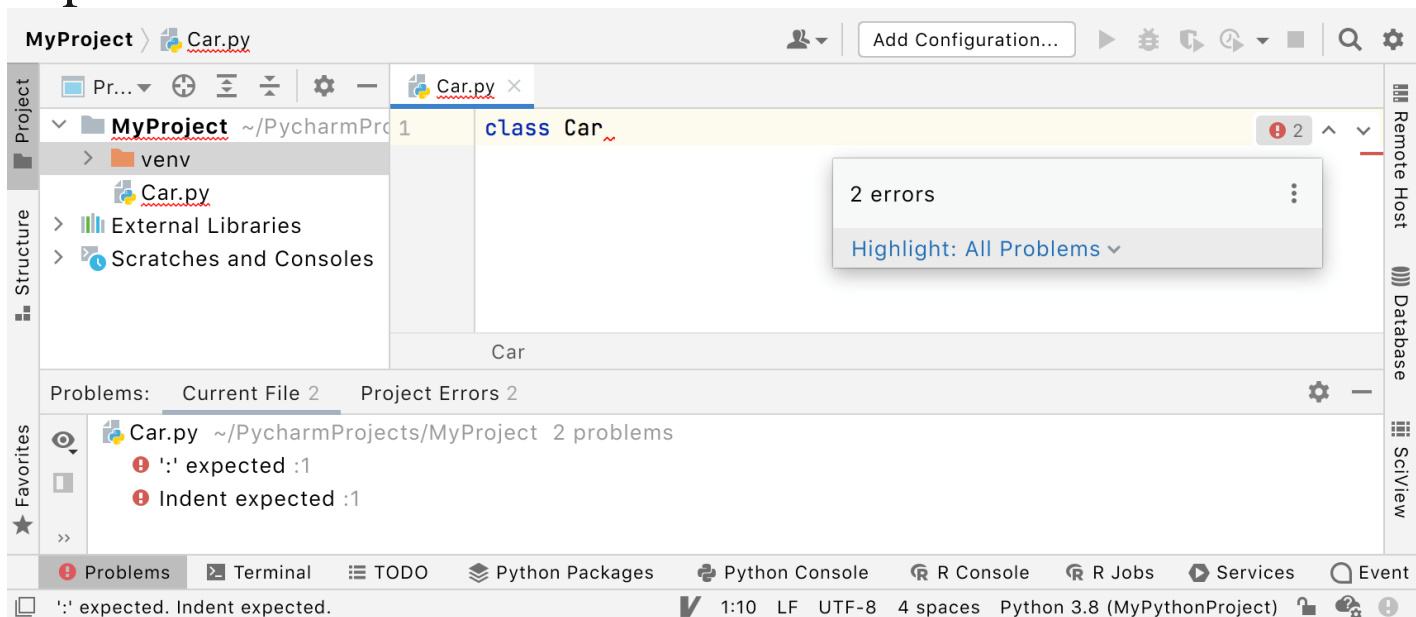 MyProject Car.py Add Configuration...
Project Pr... Car.py
MyProject ~/PycharmPro 1 class Car 2
venv
Car.py
External Libraries
Scratches and Consoles
2 errors
Highlight: All Problems
Structure
Remote Host
Database
Car
Problems: Current File 2 Project Errors 2
Car.py ~/PycharmProjects/MyProject 2 problems
':' expected :1
Indent expected :1
Favorites
SciView
Problems Terminal TODO Python Packages Python Console R Console R Jobs Services Event
':' expected. Indent expected. 1:10 LF UTF-8 4 spaces Python 3.8 (MyPythonProject)